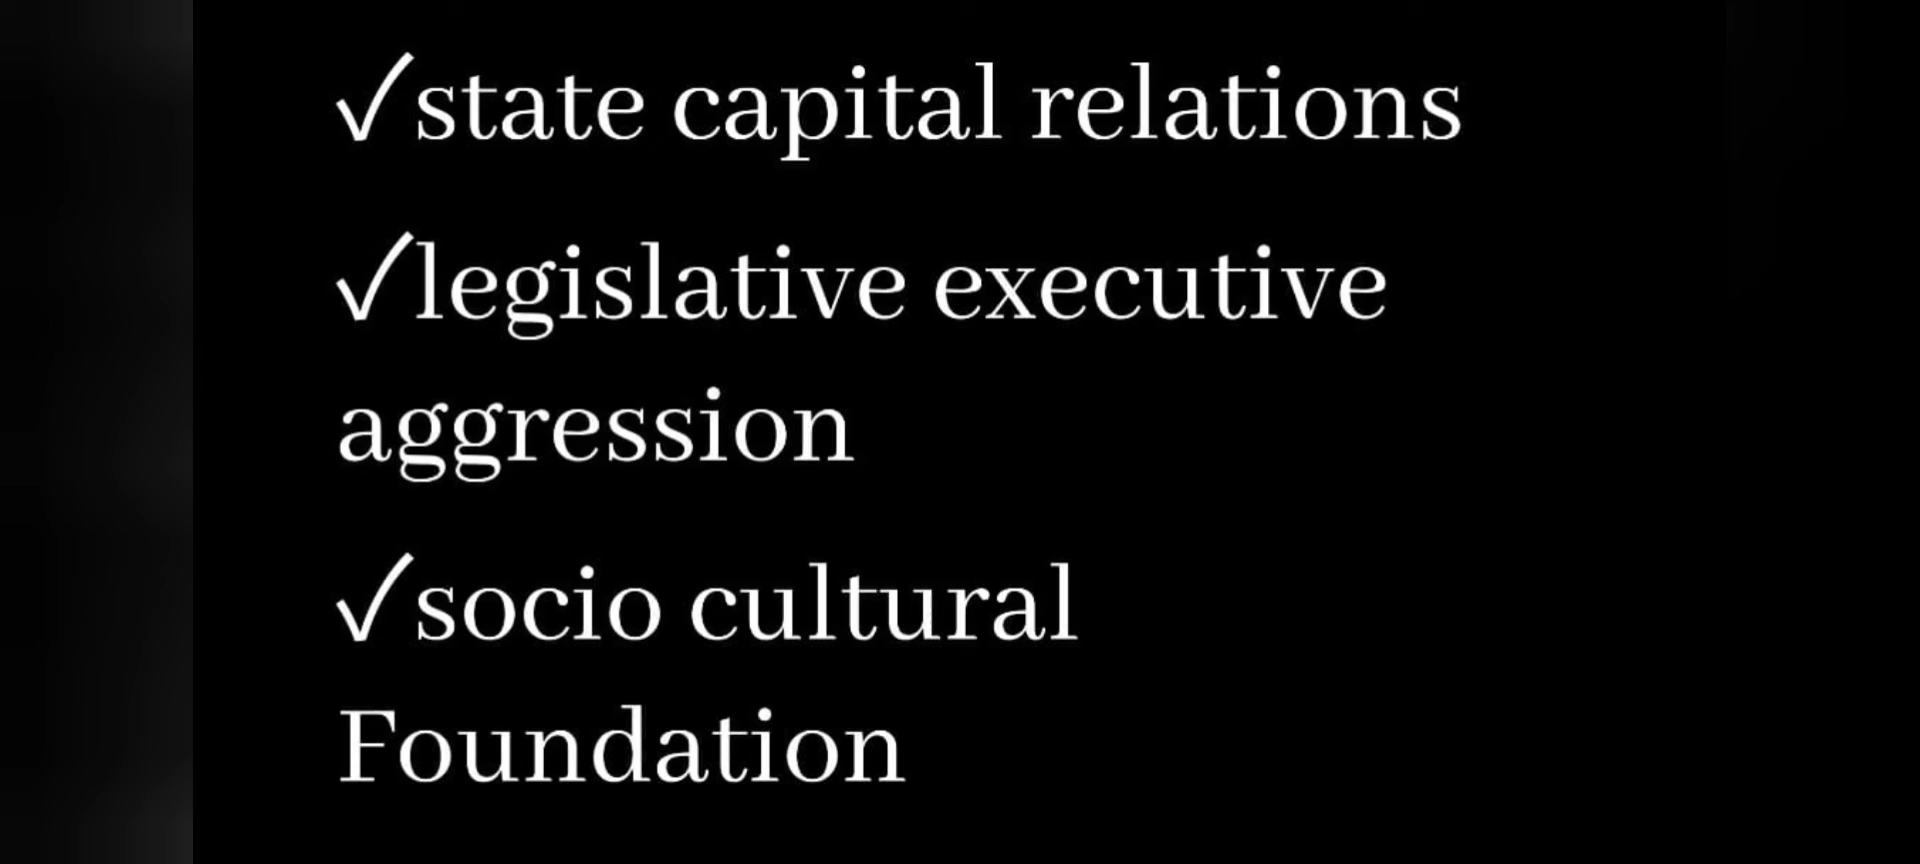 ✓state capital relations
✓legislative executive
aggression
✓socio cultural
Foundation